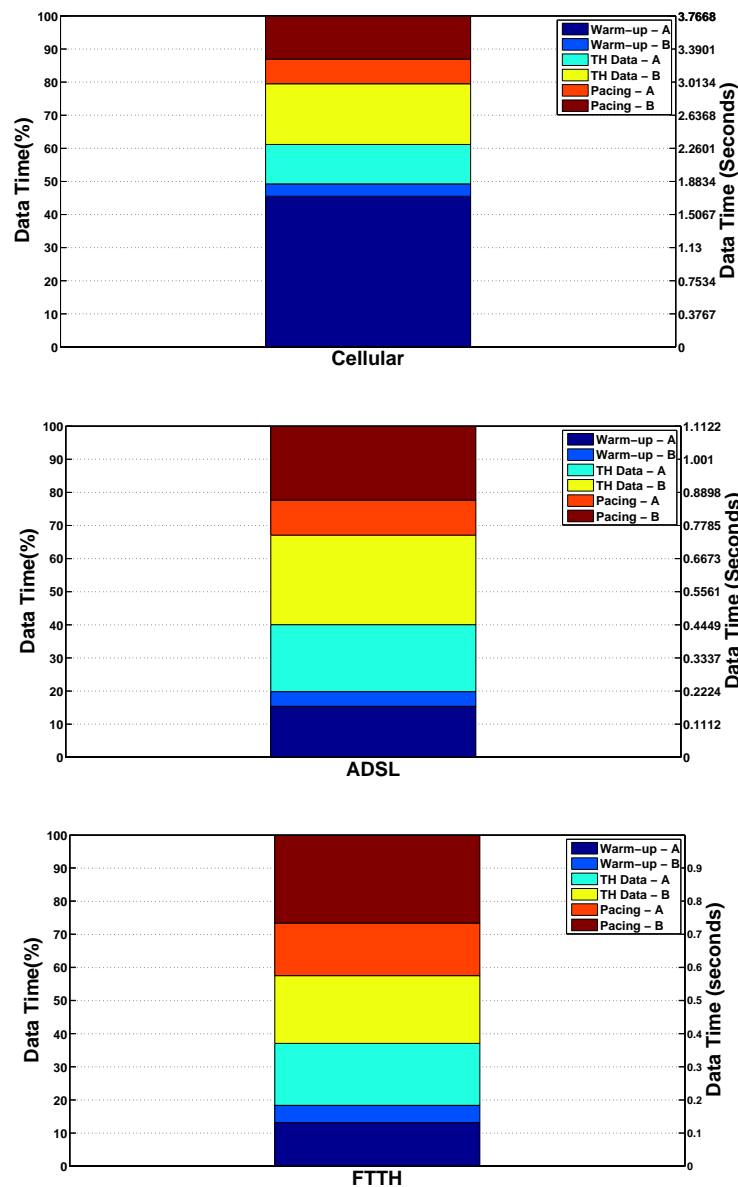 100
90
80
70
60
50
40
30
20
10
0
Data Time(%)
Warm−up − A
Warm−up − B
TH Data − A
TH Data − B
Pacing − A
Pacing − B
3.7668
3.3901
3.0134
2.6368
2.2601
1.8834
1.5067
1.13
0.7534
0.3767
0
Data Time (Seconds)
Cellular
100
90
80
70
60
50
40
30
20
10
0
Data Time(%)
Warm−up − A
Warm−up − B
TH Data − A
TH Data − B
Pacing − A
Pacing − B
1.1122
1.001
0.8898
0.7785
0.6673
0.5561
0.4449
0.3337
0.2224
0.1112
0
Data Time (Seconds)
ADSL
100
90
80
70
60
50
40
30
20
10
0
Data Time(%)
Warm−up − A
Warm−up − B
TH Data − A
TH Data − B
Pacing − A
Pacing − B
0.9
0.8
0.7
0.6
0.5
0.4
0.3
0.2
0.1
0
Data Time (seconds)
FTTH